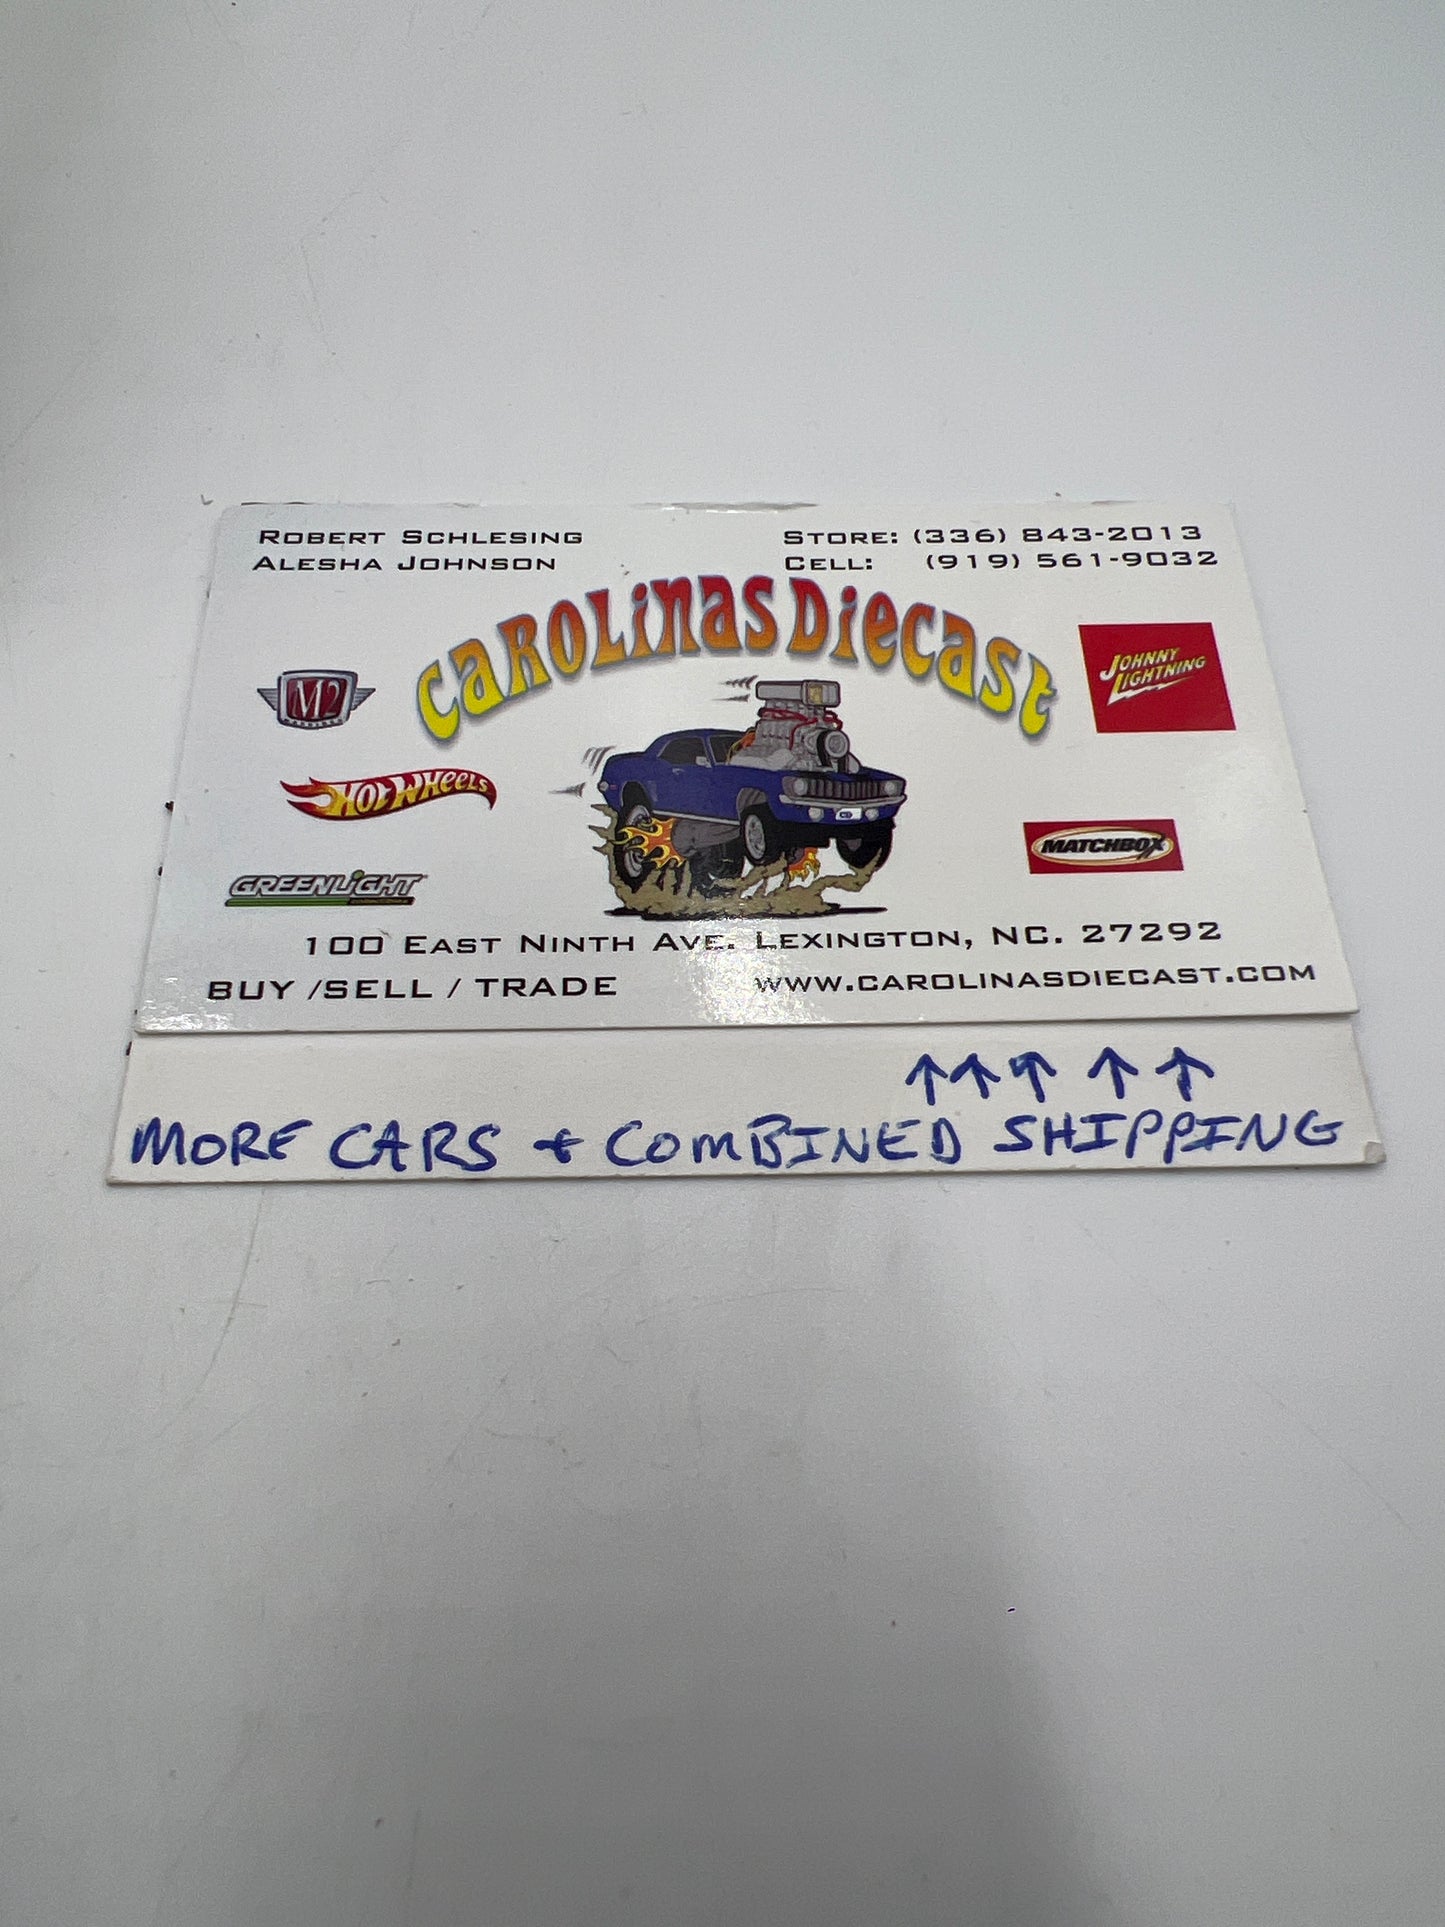 ROBERT SCHLESING
ALESHA JOHNSON
STORE: (336) 843-2013
CELL: (919) 561-9032
CAROLINAS DIECAST
M2
JOHNNY LIGHTNING
HOT WHEELS
MATCHBOX
GREENLIGHT
100 EAST NINTH AVE. LEXINGTON, NC. 27292
BUY /SELL / TRADE
WWW.CAROLINASDIECAST.COM
↑↑↑↑↑
MORE CARS + COMBINED SHIPPING